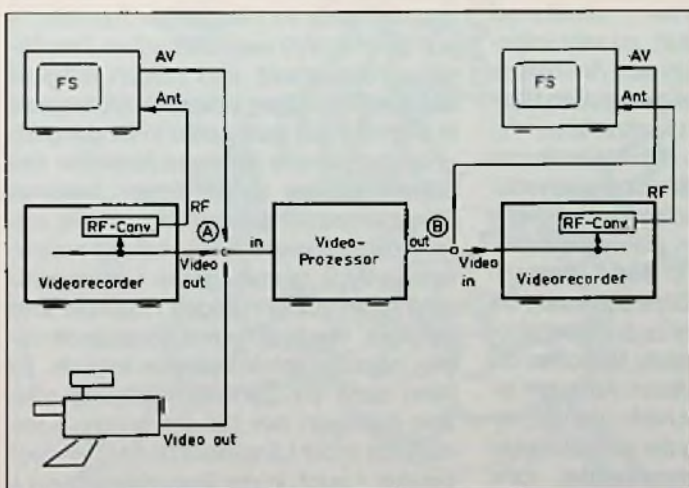 FS
AV
Ant
RF
RF-Conv
Videorecorder
A
Video
out
in
Video-
Prozessor
out
B
Video
in
FS
AV
Ant
RF
RF-Conv
Videorecorder
Video out